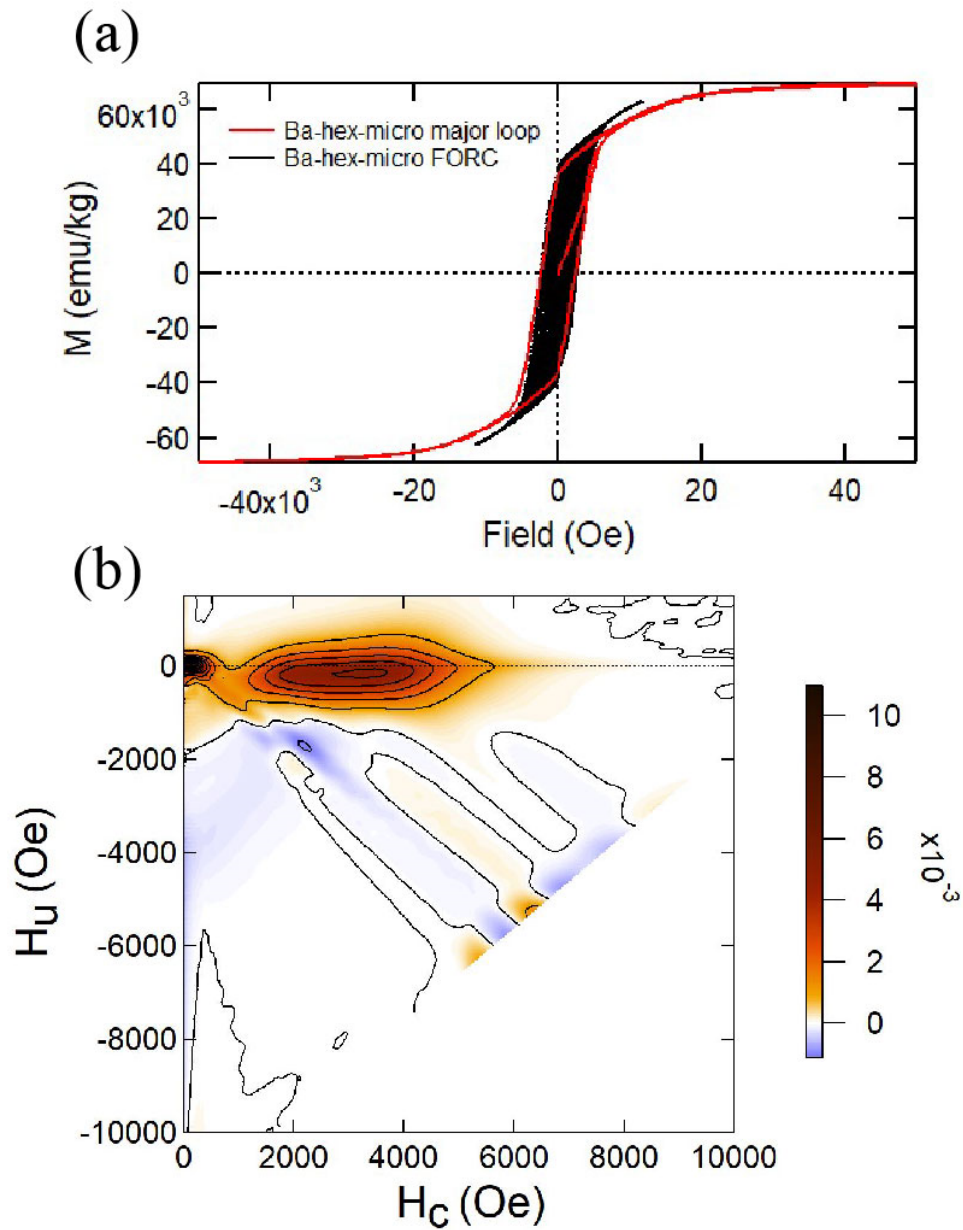 (a)
60x10³
40
20
0
-20
-40
-60
M (emu/kg)
Ba-hex-micro major loop
Ba-hex-micro FORC
-40x10³
-20
0
20
40
Field (Oe)
(b)
0
-2000
-4000
-6000
-8000
-10000
Hu (Oe)
0
2000
4000
6000
8000
10000
Hc (Oe)
10
8
6
4
2
0
x10⁻³